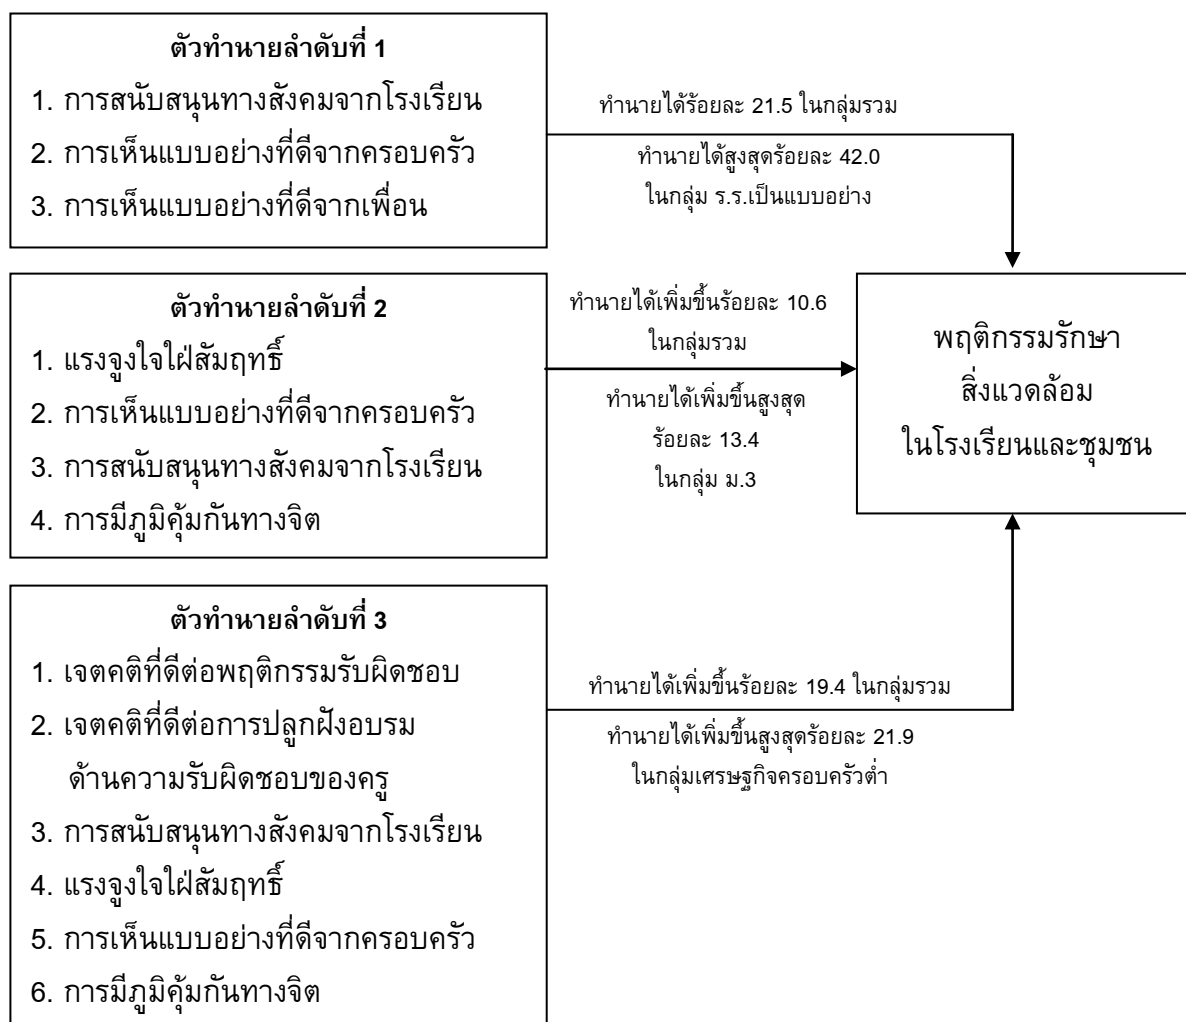 ตัวทำนายลำดับที่ 1
1. การสนับสนุนทางสังคมจากโรงเรียน
2. การเห็นแบบอย่างที่ดีจากครอบครัว
3. การเห็นแบบอย่างที่ดีจากเพื่อน
ทำนายได้ร้อยละ 21.5 ในกลุ่มรวม
ทำนายได้สูงสุดร้อยละ 42.0
ในกลุ่ม ร.ร.เป็นแบบอย่าง
ตัวทำนายลำดับที่ 2
1. แรงจูงใจใฝ่สัมฤทธิ์
2. การเห็นแบบอย่างที่ดีจากครอบครัว
3. การสนับสนุนทางสังคมจากโรงเรียน
4. การมีภูมิคุ้มกันทางจิต
ทำนายได้เพิ่มขึ้นร้อยละ 10.6
ในกลุ่มรวม
ทำนายได้เพิ่มขึ้นสูงสุด
ร้อยละ 13.4
ในกลุ่ม ม.3
พฤติกรรมรักษา
สิ่งแวดล้อม
ในโรงเรียนและชุมชน
ตัวทำนายลำดับที่ 3
1. เจตคติที่ดีต่อพฤติกรรมรับผิดชอบ
2. เจตคติที่ดีต่อการปลูกฝังอบรม
ด้านความรับผิดชอบของครู
3. การสนับสนุนทางสังคมจากโรงเรียน
4. แรงจูงใจใฝ่สัมฤทธิ์
5. การเห็นแบบอย่างที่ดีจากครอบครัว
6. การมีภูมิคุ้มกันทางจิต
ทำนายได้เพิ่มขึ้นร้อยละ 19.4 ในกลุ่มรวม
ทำนายได้เพิ่มขึ้นสูงสุดร้อยละ 21.9
ในกลุ่มเศรษฐกิจครอบครัวต่ำ